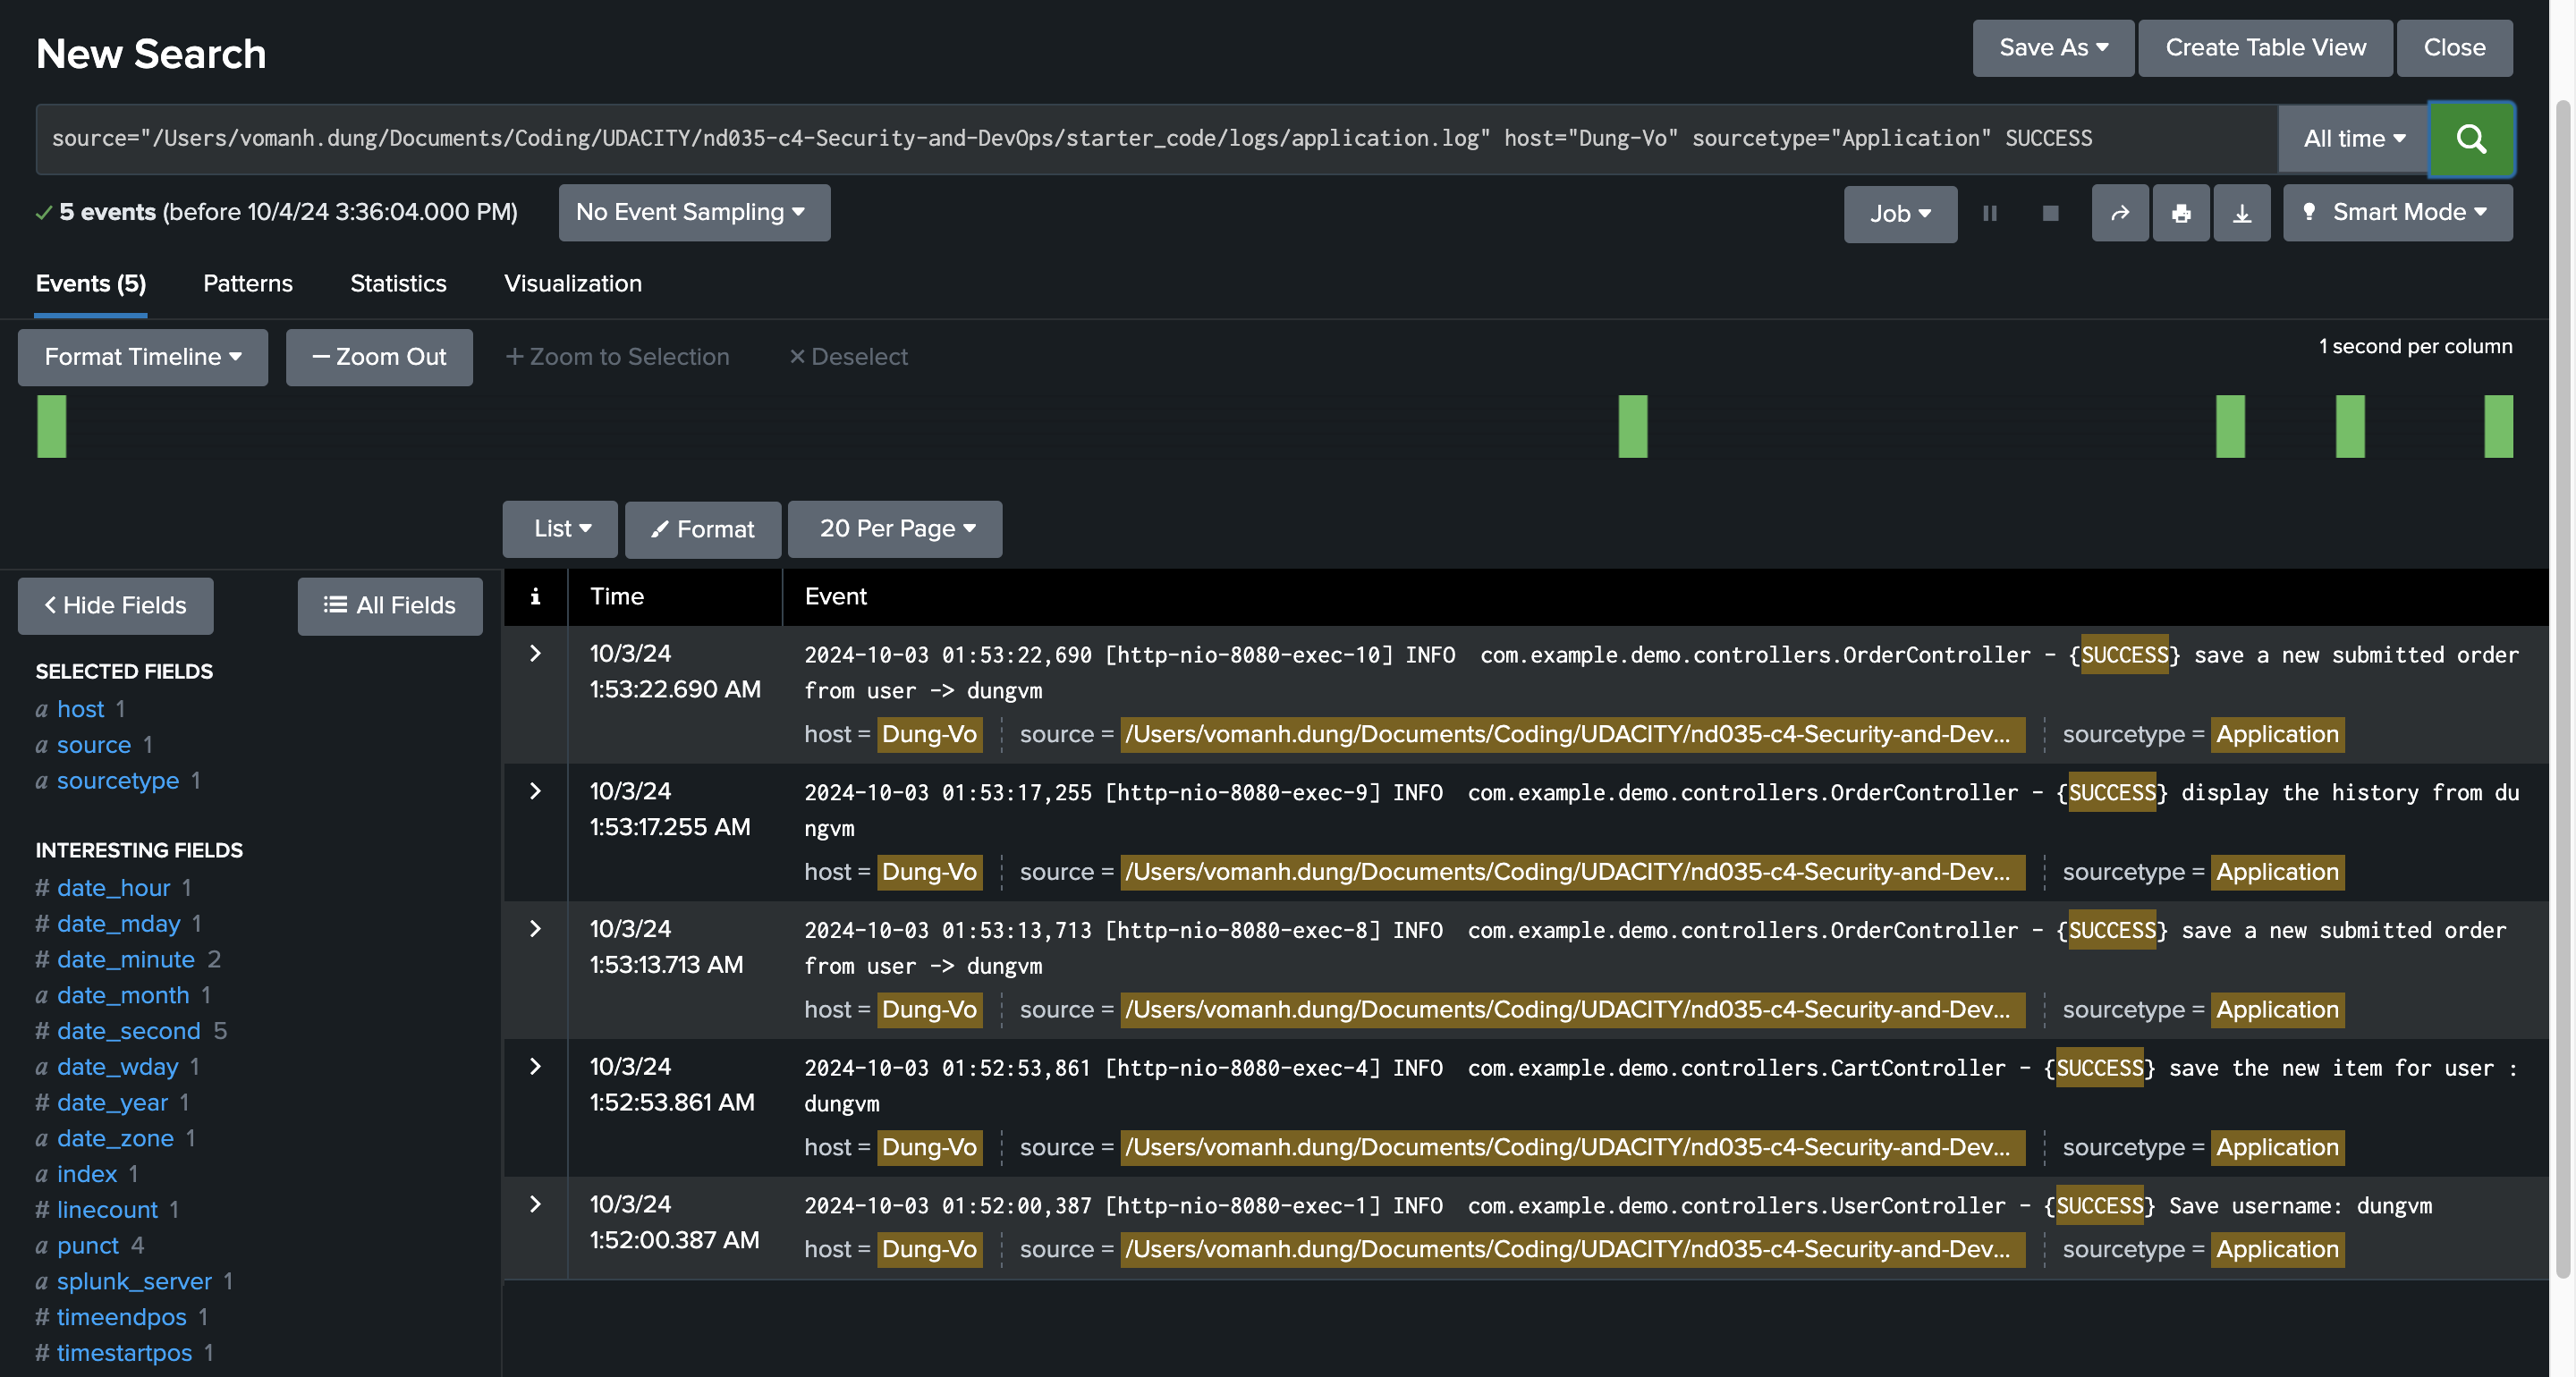 New Search
Save As
Create Table View
Close
source="/Users/vomanh.dung/Documents/Coding/UDACITY/nd035-c4-Security-and-DevOps/starter_code/logs/application.log" host="Dung-Vo" sourcetype="Application" SUCCESS
All time
5 events (before 10/4/24 3:36:04.000 PM)
No Event Sampling
Job
Smart Mode
Events (5)
Patterns
Statistics
Visualization
Format Timeline
— Zoom Out
+ Zoom to Selection
× Deselect
1 second per column
List
Format
20 Per Page
Hide Fields
All Fields
SELECTED FIELDS
a host 1
a source 1
a sourcetype 1
INTERESTING FIELDS
# date_hour 1
# date_mday 1
# date_minute 2
a date_month 1
# date_second 5
a date_wday 1
# date_year 1
a date_zone 1
a index 1
# linecount 1
a punct 4
a splunk_server 1
# timeendpos 1
# timestartpos 1
i
Time
Event
10/3/24
1:53:22.690 AM
2024-10-03 01:53:22,690 [http-nio-8080-exec-10] INFO  com.example.demo.controllers.OrderController - {SUCCESS} save a new submitted order
from user -> dungvm
host = Dung-Vo
source = /Users/vomanh.dung/Documents/Coding/UDACITY/nd035-c4-Security-and-Dev...
sourcetype = Application
10/3/24
1:53:17.255 AM
2024-10-03 01:53:17,255 [http-nio-8080-exec-9] INFO  com.example.demo.controllers.OrderController - {SUCCESS} display the history from du
ngvm
host = Dung-Vo
source = /Users/vomanh.dung/Documents/Coding/UDACITY/nd035-c4-Security-and-Dev...
sourcetype = Application
10/3/24
1:53:13.713 AM
2024-10-03 01:53:13,713 [http-nio-8080-exec-8] INFO  com.example.demo.controllers.OrderController - {SUCCESS} save a new submitted order
from user -> dungvm
host = Dung-Vo
source = /Users/vomanh.dung/Documents/Coding/UDACITY/nd035-c4-Security-and-Dev...
sourcetype = Application
10/3/24
1:52:53.861 AM
2024-10-03 01:52:53,861 [http-nio-8080-exec-4] INFO  com.example.demo.controllers.CartController - {SUCCESS} save the new item for user :
dungvm
host = Dung-Vo
source = /Users/vomanh.dung/Documents/Coding/UDACITY/nd035-c4-Security-and-Dev...
sourcetype = Application
10/3/24
1:52:00.387 AM
2024-10-03 01:52:00,387 [http-nio-8080-exec-1] INFO  com.example.demo.controllers.UserController - {SUCCESS} Save username: dungvm
host = Dung-Vo
source = /Users/vomanh.dung/Documents/Coding/UDACITY/nd035-c4-Security-and-Dev...
sourcetype = Application